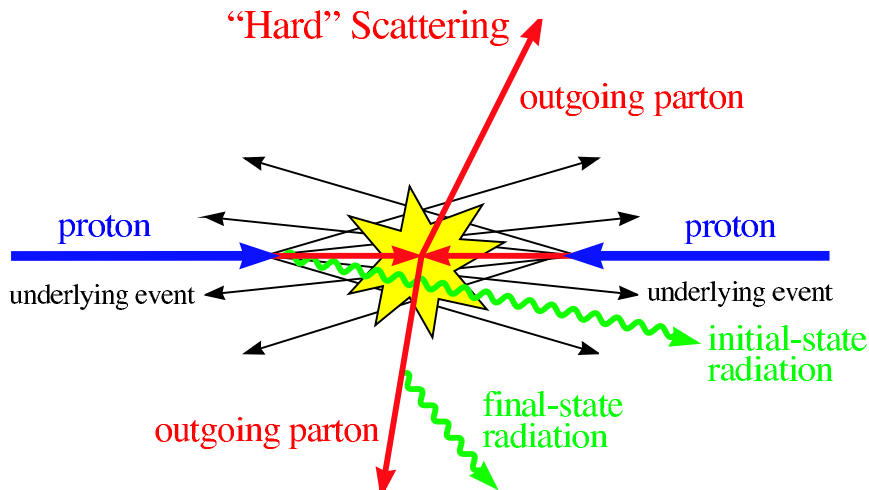 “Hard” Scattering
outgoing parton
proton
proton
underlying event
underlying event
initial-state
radiation
final-state
radiation
outgoing parton